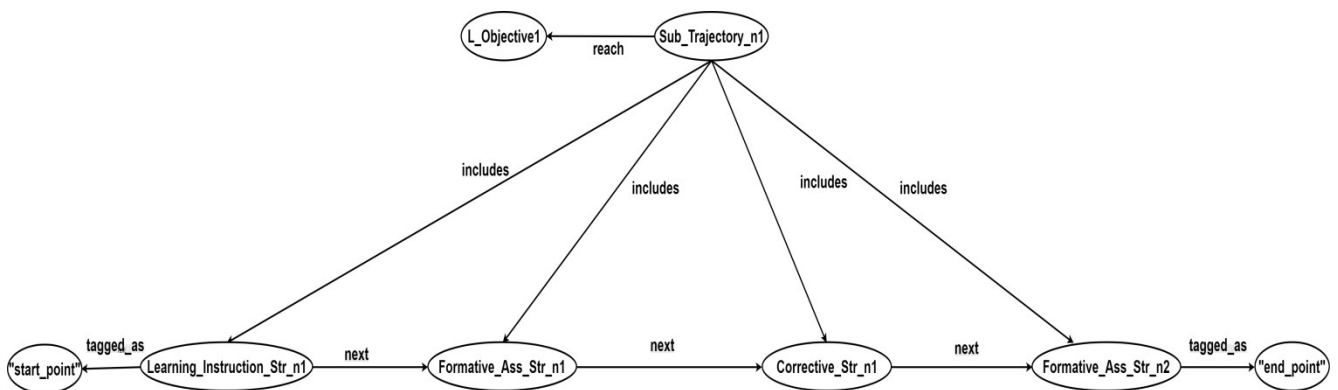 L_Objective1
Sub_Trajectory_n1
reach
includes
includes
includes
includes
"start_point"
tagged_as
Learning_Instruction_Str_n1
next
Formative_Ass_Str_n1
next
Corrective_Str_n1
next
Formative_Ass_Str_n2
tagged_as
"end_point"